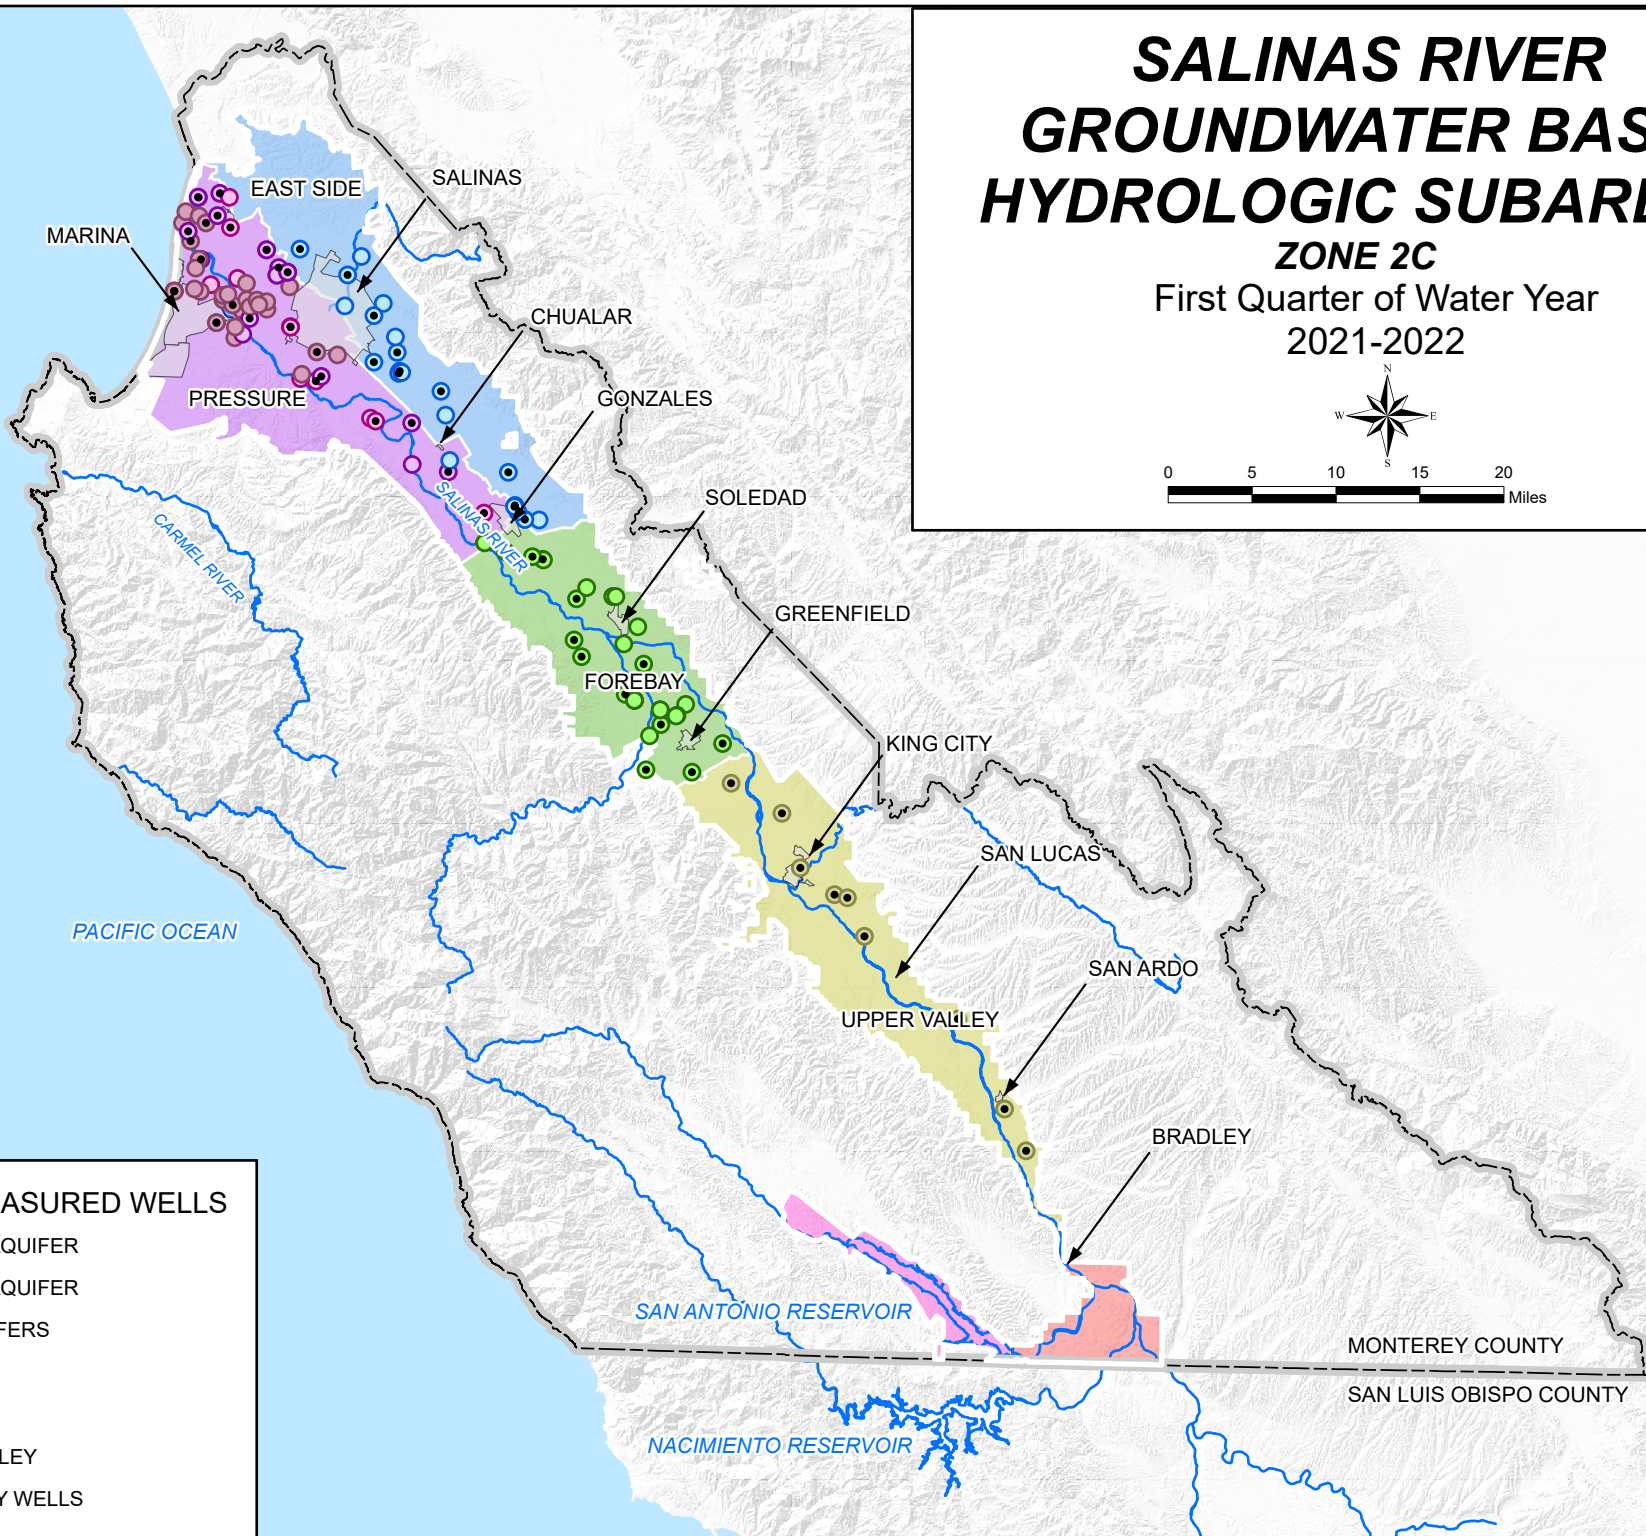 SALINAS RIVER
GROUNDWATER BAS
HYDROLOGIC SUBAR
ZONE 2C
First Quarter of Water Year
2021-2022
N
W
E
S
0 5 10 15 20
Miles
EAST SIDE
SALINAS
MARINA
CHUALAR
PRESSURE
GONZALES
SALINAS RIVER
SOLEDAD
CARMEL RIVER
GREENFIELD
FOREBAY
KING CITY
SAN LUCAS
PACIFIC OCEAN
SAN ARDO
UPPER VALLEY
BRADLEY
SAN ANTONIO RESERVOIR
MONTEREY COUNTY
SAN LUIS OBISPO COUNTY
NACIMIENTO RESERVOIR
ASURED WELLS
QUIFER
QUIFER
FERS
LEY
Y WELLS